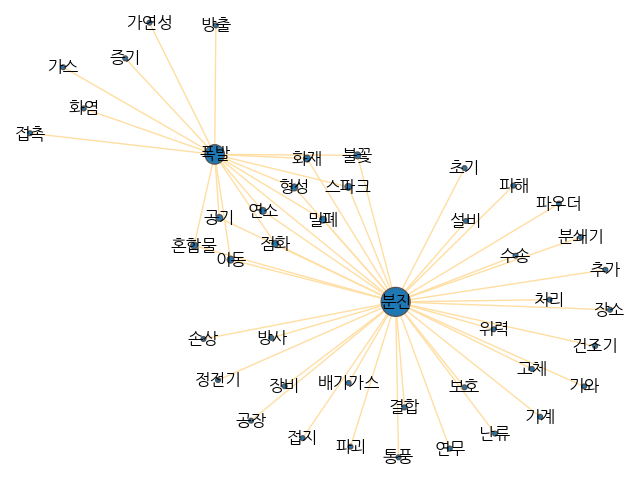 가연성
방출
증기
가스
화염
접촉
폭발
화재
불꽃
초기
형성
스파크
피해
파우더
연소
공기
말폐
설비
분쇄기
혼합물
점화
이동
수송
추가
분진
처리
장소
위력
손상
방사
건조기
고체
정전기
장비
배기가스
보호
기와
결합
기계
공장
접지
파괴
통풍
연무
난류